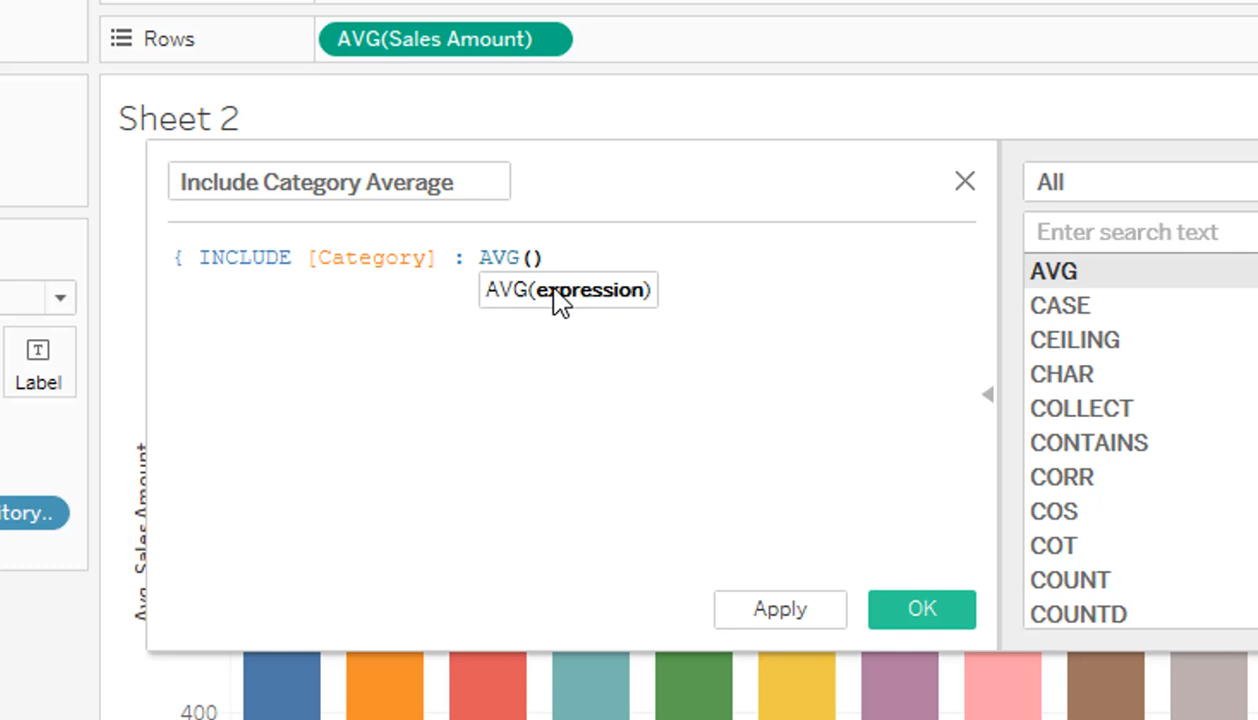 Rows
AVG(Sales Amount)
Sheet 2
Include Category Average
{ INCLUDE [Category] : AVG()
AVG(expression)
All
Enter search text
AVG
CASE
CEILING
CHAR
COLLECT
CONTAINS
CORR
COS
COT
COUNT
COUNTD
T
Label
itory..
Avg. Sales Amount
Apply
OK
400